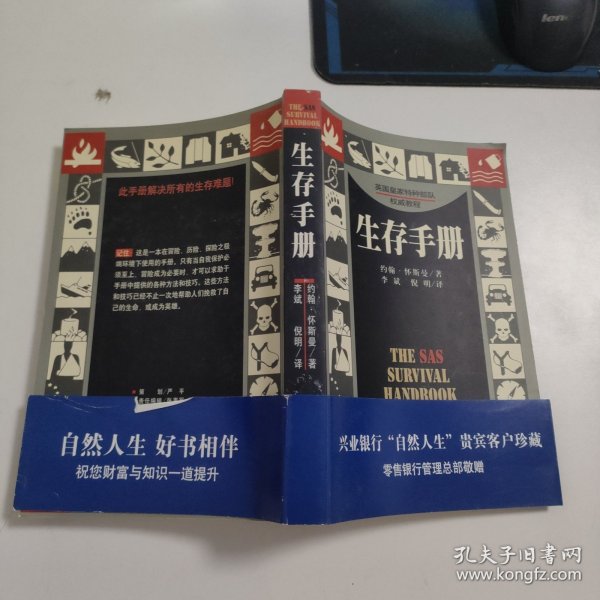 此手册解决所有的生存难题!
记住: 这是一本在冒险、历险、探险之极
端环境下使用的手册。只有当自我保护必
须至上、冒险成为必要时, 才可以求助于
手册中提供的各种方法和技巧。这些方法
和技巧已经不止一次地帮助人们挽救了自
己的生命, 或成为英雄。
策 划/严 平
自然人生 好书相伴
祝您财富与知识一道提升
THE SAS
SURVIVAL
HANDBOOK
生存手册
约翰·怀斯曼/著
李斌 倪明/译
英国皇家特种部队
权威教程
生存手册
约翰·怀斯曼/著
李斌 倪明/译
THE SAS
SURVIVAL
HANDBOOK
兴业银行“自然人生”贵宾客户珍藏
零售银行管理总部敬赠
孔夫子旧书网
www.kongfz.com